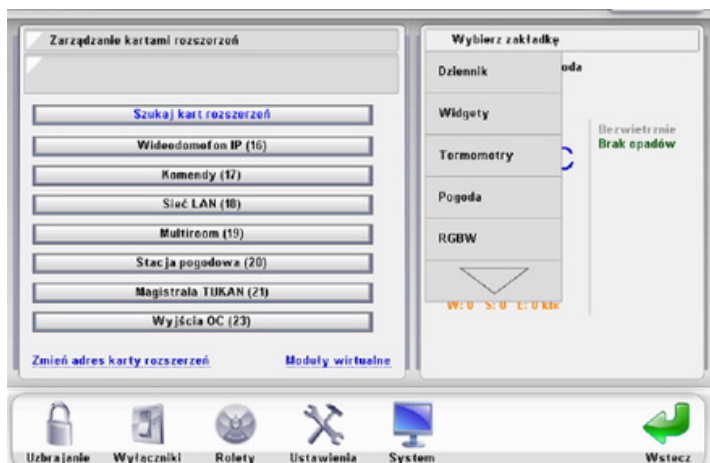 Zarządzanie kartami rozszerzeń
Szukaj kart rozszerzeń
Wideodomofon IP (16)
Komendy (17)
Sieć LAN (18)
Multiroom (19)
Stacja pogodowa (20)
Magistrala TUKAN (21)
Wyjścia OC (23)
Zmień adres karty rozszerzeń
Moduły wirtualne
Wybierz zakładkę
Dziennik
oda
Widgety
Bezwietrznie
Brak opadów
Termometry
C
Pogoda
RGBW
W: 0 S: 0 E: 0 klx
Uzbrajanie
Wyłączniki
Rolety
Ustawienia
System
Wstecz